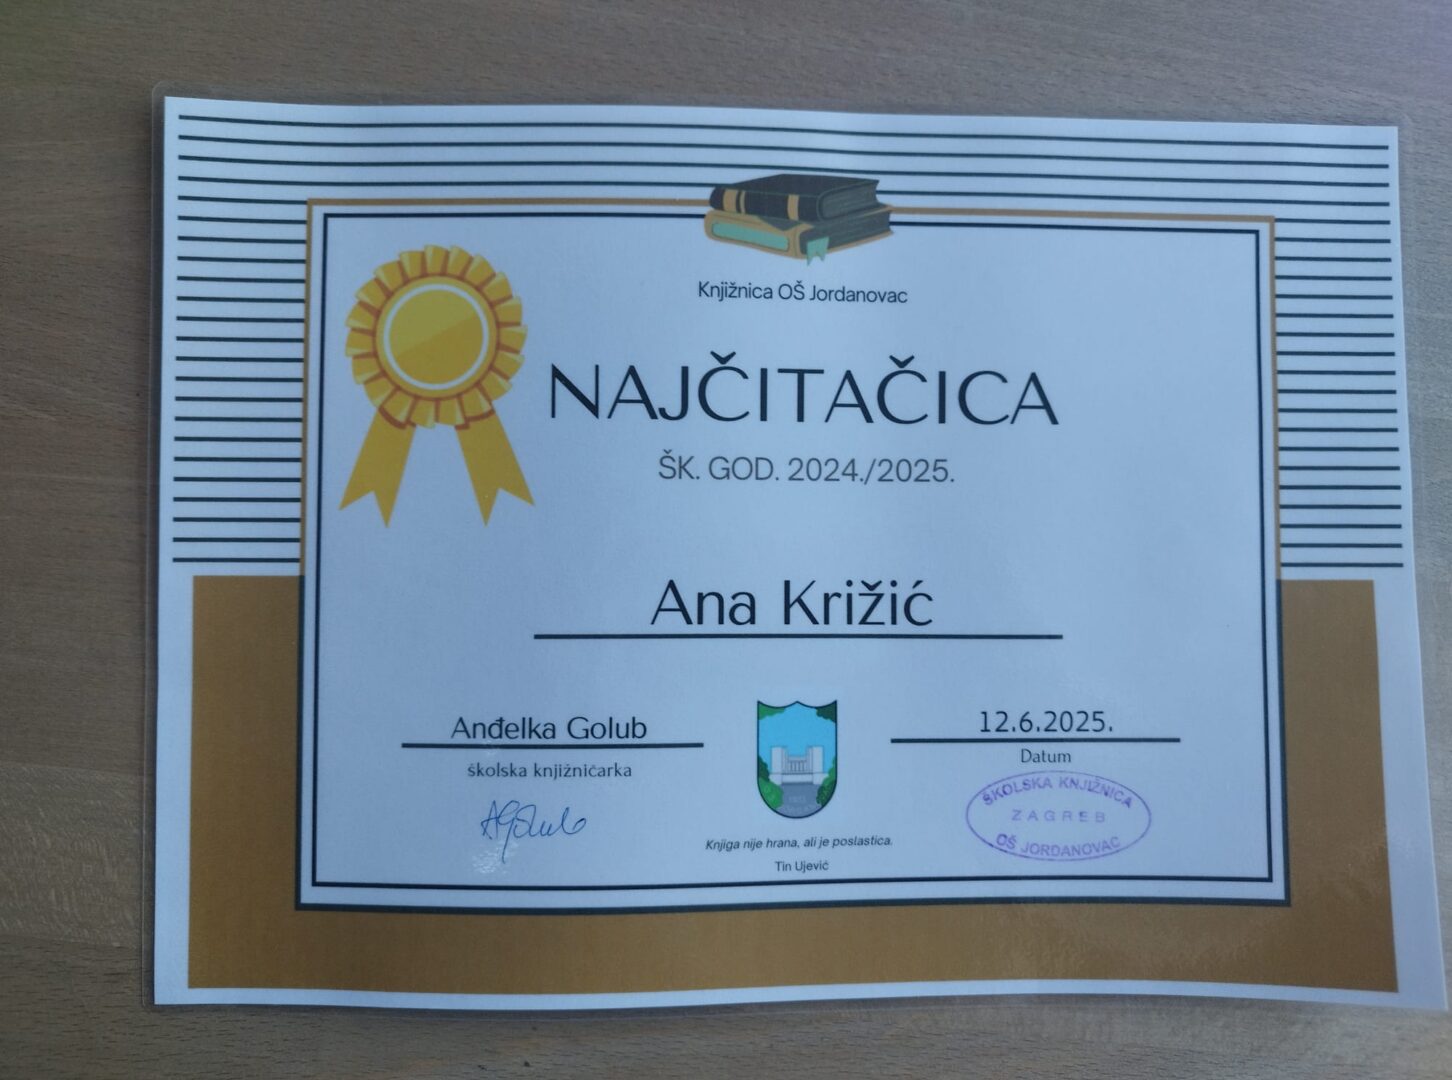 Knjižnica OŠ Jordanovac
NAJČITAČICA
ŠK. GOD. 2024./2025.
Ana Križić
Anđelka Golub
školska knjižničarka
AGolub
12.6.2025.
Datum
ŠKOLSKA KNJIŽNICA
ZAGREB
OŠ JORDANOVAC
Knjiga nije hrana, ali je poslastica.
Tin Ujević